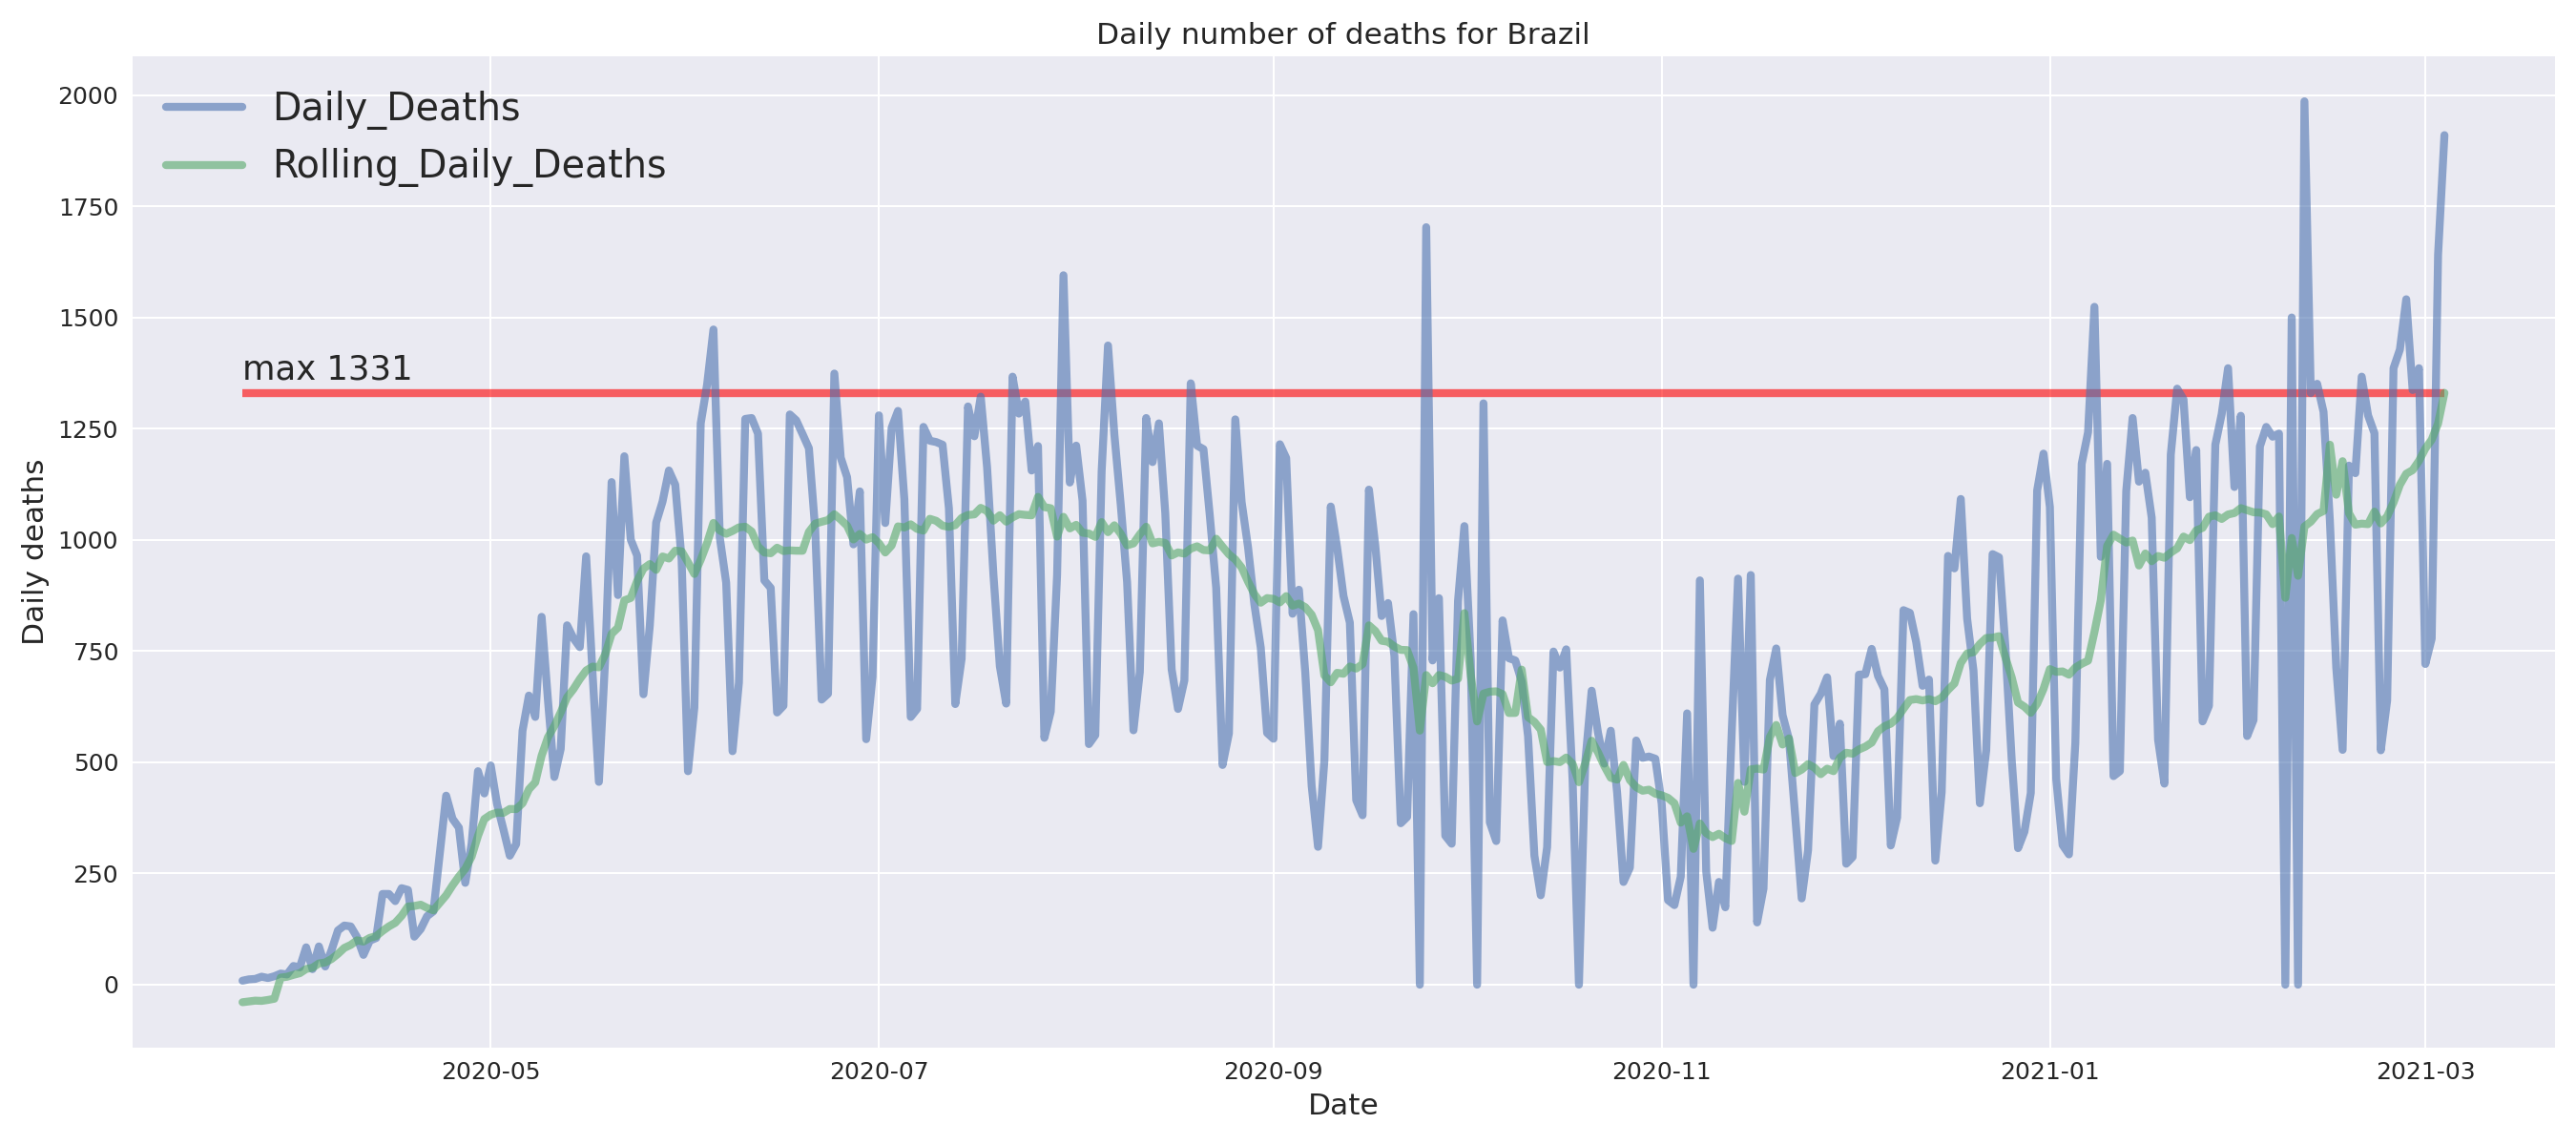 Daily number of deaths for Brazil
Daily_Deaths
Rolling_Daily_Deaths
max 1331
Daily deaths
2000
1750
1500
1250
1000
750
500
250
0
2020-05
2020-07
2020-09
2020-11
2021-01
2021-03
Date